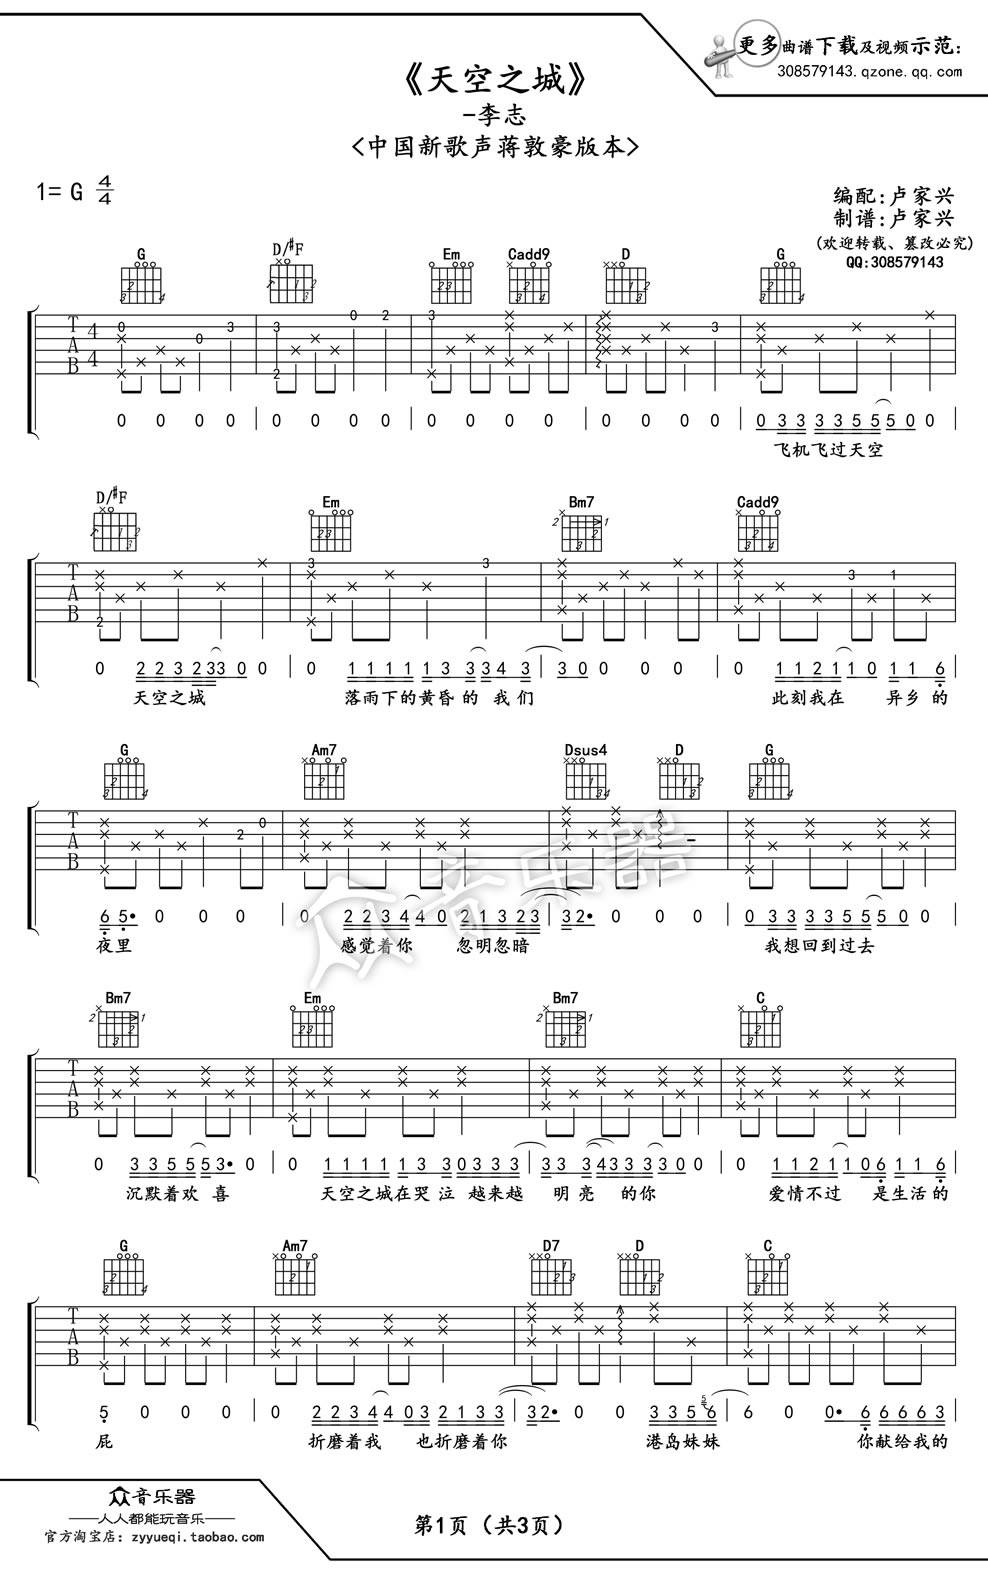 更多曲谱下载及视频示范：
308579143.qzone.qq.com
《天空之城》
-李志
<中国新歌声蒋敦豪版本>
1= G 4/4
编配:卢家兴
制谱:卢家兴
(欢迎转载、篡改必究)
QQ:308579143
G D/#F Em Cadd9 D G
0 0 0 0 0 0 0 0 0 0 0 0 0 0 0 0 0 3 3 3 3 5 5 5 0 0
飞机飞过天空
D/#F Em Bm7 Cadd9
0 2 2 3 2 3 3 0 0 0 1 1 1 1 1 3 3 3 4 3 3 0 0 0 0 1 1 2 1 1 0 1 1 6
天空之城 落雨下的黄昏的 我们 此刻我在 异乡的
G Am7 Dsus4 D G
6 5· 0 0 0 0 2 2 3 4 4 0 2 1 3 2 3 3 2· 0 0 0 3 3 3 3 5 5 5 0 0
夜里 感觉着你 忽明忽暗 我想回到过去
音乐器
Bm7 Em Bm7 C
0 3 3 5 5 5 3· 0 0 1 1 1 1 1 3 3 0 3 3 3 3 3 3 4 3 3 3 3 0 0 0 1 1 2 1 1 0 6 1 1 6
沉默着欢 喜 天空之城在哭泣 越来越 明亮 的你 爱情不过 是生活的
G Am7 D7 D C
5 0 0 0 0 2 2 3 4 4 0 3 2 1 3 3 3 2· 0 0 3 3 5 5 6 6 0 0· 6 6 6 6 3
屁 折磨着我 也折磨着你 港岛妹妹 你献给我的
音乐器
人人都能玩音乐
官方淘宝店: zyyueqi.taobao.com
第1页（共3页）